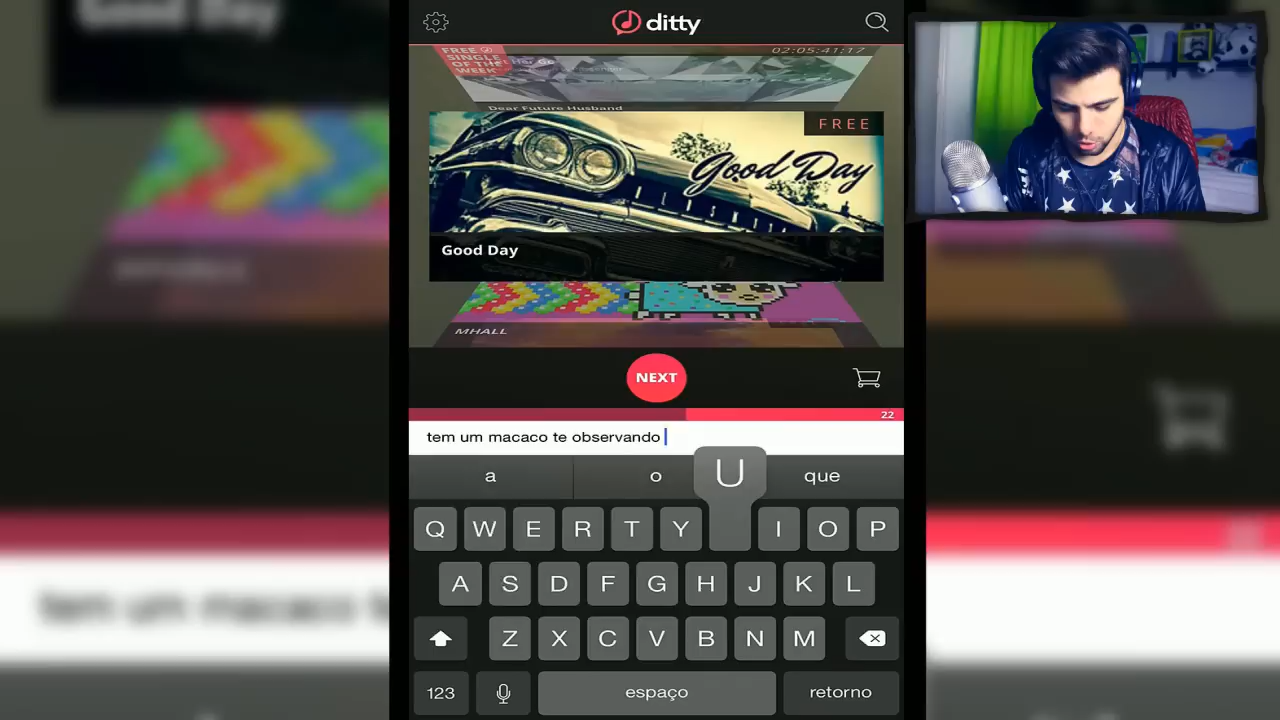 ditty
FREE
SINGLE
OF THE
WEEK
02:05:41:17
Dear Future Husband
FREE
Good Day
Good Day
MHALL
NEXT
22
tem um macaco te observando
a o U que
Q W E R T Y I O P
A S D F G H J K L
Z X C V B N M
123 espaço retorno